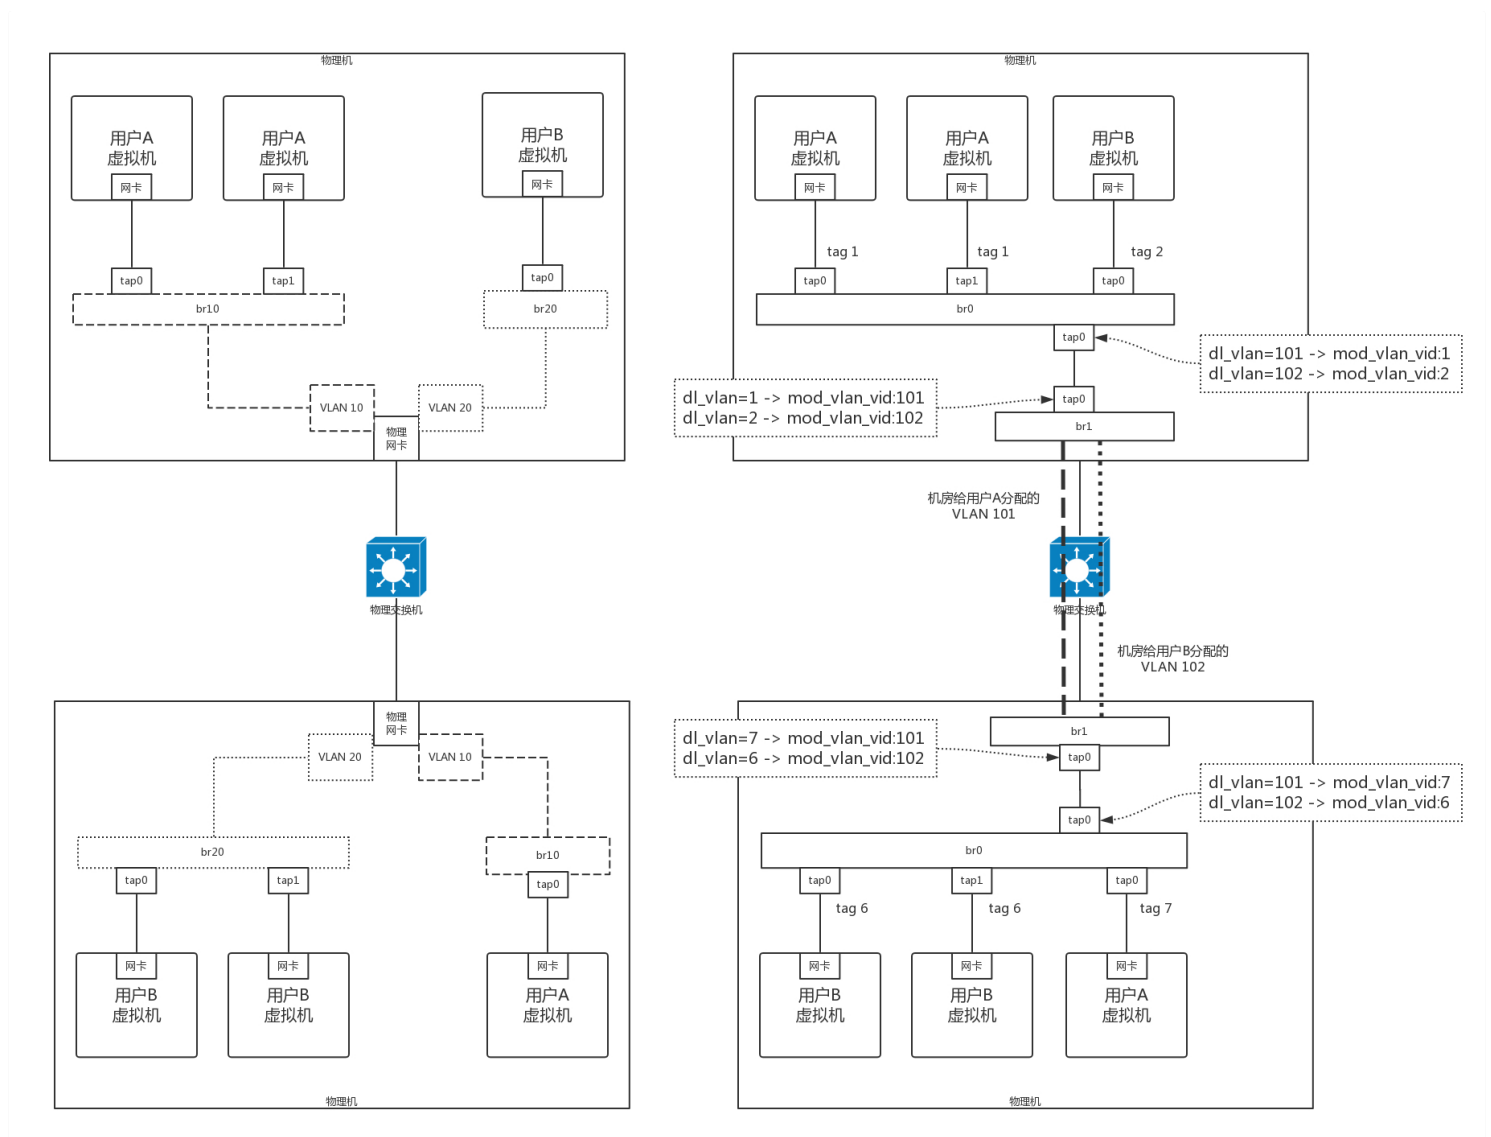 物理机
用户A
虚拟机
网卡
用户A
虚拟机
网卡
用户B
虚拟机
网卡
tap0
tap1
tap0
br10
br20
VLAN 10
VLAN 20
物理
网卡
物理交换机
物理
网卡
VLAN 20
VLAN 10
br20
br10
tap0
tap1
tap0
网卡
用户B
虚拟机
网卡
用户B
虚拟机
网卡
用户A
虚拟机
物理机
物理机
用户A
虚拟机
网卡
用户A
虚拟机
网卡
用户B
虚拟机
网卡
tag 1
tag 1
tag 2
tap0
tap1
tap0
br0
tap0
dl_vlan=101 -> mod_vlan_vid:1
dl_vlan=102 -> mod_vlan_vid:2
dl_vlan=1 -> mod_vlan_vid:101
dl_vlan=2 -> mod_vlan_vid:102
tap0
br1
机房给用户A分配的
VLAN 101
物理交换机
机房给用户B分配的
VLAN 102
br1
dl_vlan=7 -> mod_vlan_vid:101
dl_vlan=6 -> mod_vlan_vid:102
tap0
dl_vlan=101 -> mod_vlan_vid:7
dl_vlan=102 -> mod_vlan_vid:6
tap0
br0
tap0
tap1
tap0
tag 6
tag 6
tag 7
网卡
用户B
虚拟机
网卡
用户B
虚拟机
网卡
用户A
虚拟机
物理机